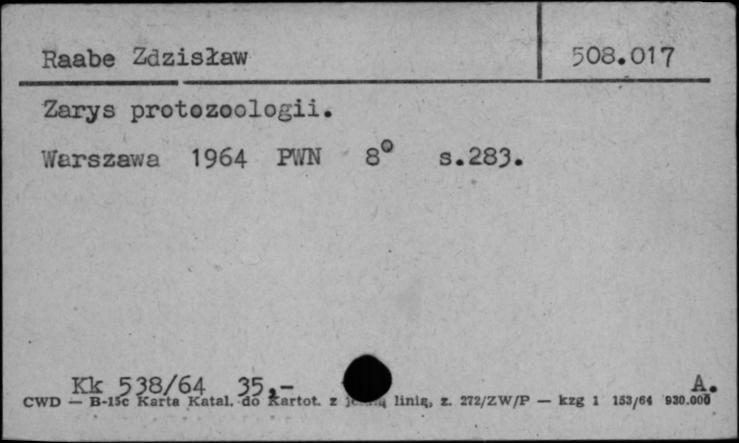 Raabe Zdzisław 508.017
Zarys protozoologii.
Warszawa 1964 PWN 8° s.283.
Kk 538/64 35,- A.
CWD — B-15c Karta Katal. do Kartot. z linią, z. 272/ZW/P — kzg 1 153/64 930.000